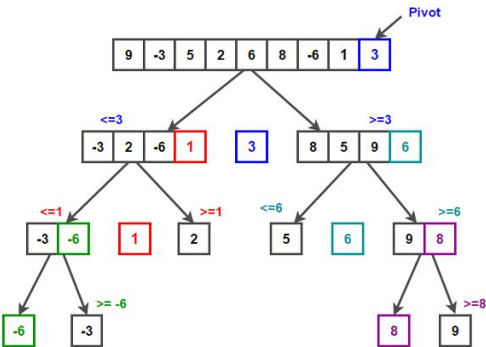 Pivot
9 -3 5 2 6 8 -6 1 3
<=3 >=3
-3 2 -6 1 3 8 5 9 6
<=1 >=1 <=6 >=6
-3 -6 1 2 5 6 9 8
>= -6 >=8
-6 -3 8 9